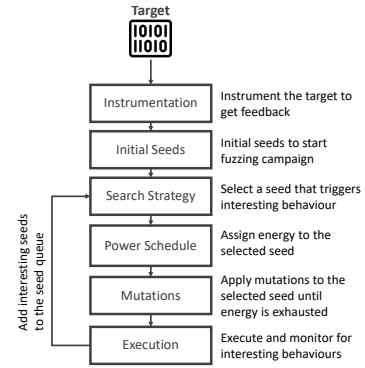 Target
10101
11010
Instrumentation
Instrument the target to
get feedback
Initial Seeds
Initial seeds to start
fuzzing campaign
Search Strategy
Select a seed that triggers
interesting behaviour
Power Schedule
Assign energy to the
selected seed
Mutations
Apply mutations to the
selected seed until
energy is exhausted
Execution
Execute and monitor for
interesting behaviours
Add interesting seeds
to the seed queue